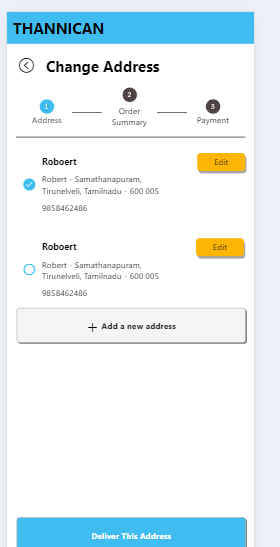 THANNICAN
Change Address
1
2
3
Address
Order
Summary
Payment
Roboert
Edit
Robert - Samathanapuram,
Tirunelveli, Tamilnadu - 600 005
9858462486
Roboert
Edit
Robert - Samathanapuram,
Tirunelveli, Tamilnadu - 600 005
9858462486
+ Add a new address
Deliver This Address